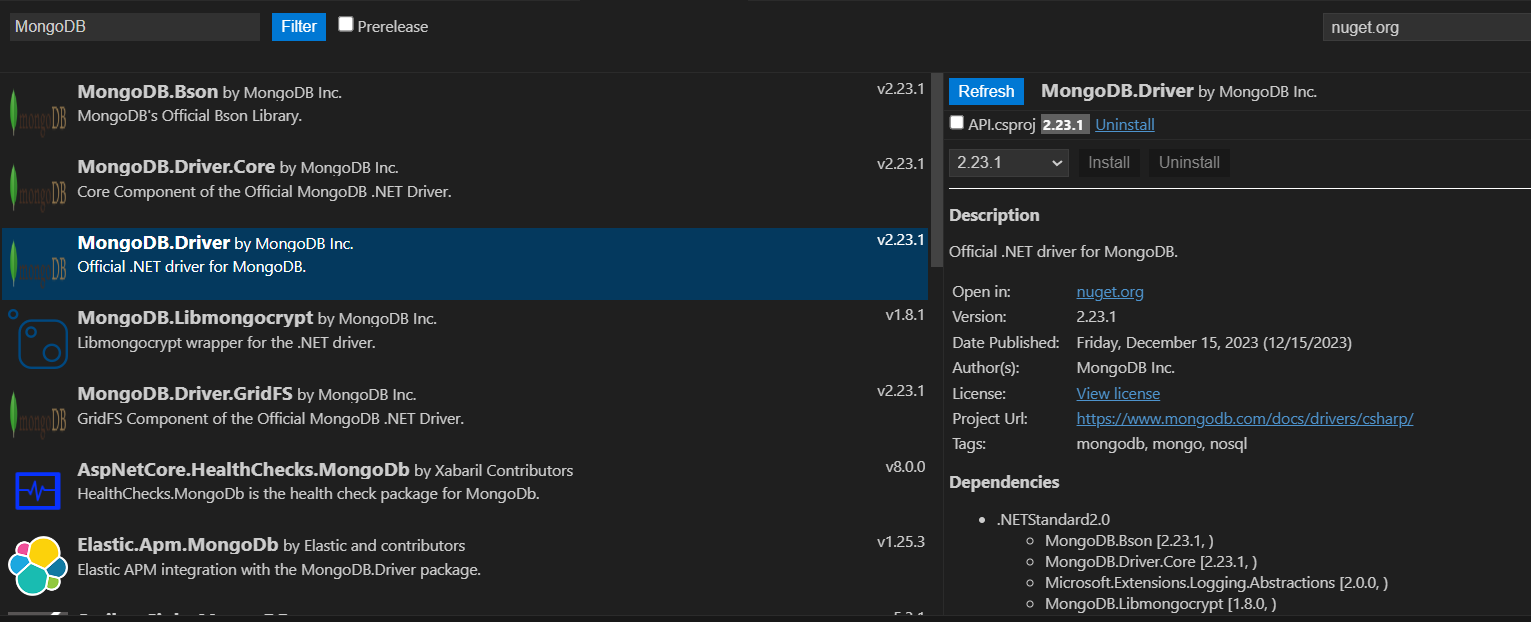 MongoDB Filter Prerelease nuget.org
MongoDB.Bson by MongoDB Inc. v2.23.1
MongoDB's Official Bson Library.
mongoDB
MongoDB.Driver.Core by MongoDB Inc. v2.23.1
Core Component of the Official MongoDB .NET Driver.
mongoDB
MongoDB.Driver by MongoDB Inc. v2.23.1
Official .NET driver for MongoDB.
mongoDB
MongoDB.Libmongocrypt by MongoDB Inc. v1.8.1
Libmongocrypt wrapper for the .NET driver.
MongoDB.Driver.GridFS by MongoDB Inc. v2.23.1
GridFS Component of the Official MongoDB .NET Driver.
mongoDB
AspNetCore.HealthChecks.MongoDb by Xabaril Contributors v8.0.0
HealthChecks.MongoDb is the health check package for MongoDb.
Elastic.Apm.MongoDb by Elastic and contributors v1.25.3
Elastic APM integration with the MongoDB.Driver package.
Refresh MongoDB.Driver by MongoDB Inc.
API.csproj 2.23.1 Uninstall
2.23.1 Install Uninstall
Description
Official .NET driver for MongoDB.
Open in: nuget.org
Version: 2.23.1
Date Published: Friday, December 15, 2023 (12/15/2023)
Author(s): MongoDB Inc.
License: View license
Project Url: https://www.mongodb.com/docs/drivers/csharp/
Tags: mongodb, mongo, nosql
Dependencies
.NETStandard2.0
MongoDB.Bson [2.23.1, )
MongoDB.Driver.Core [2.23.1, )
Microsoft.Extensions.Logging.Abstractions [2.0.0, )
MongoDB.Libmongocrypt [1.8.0, )